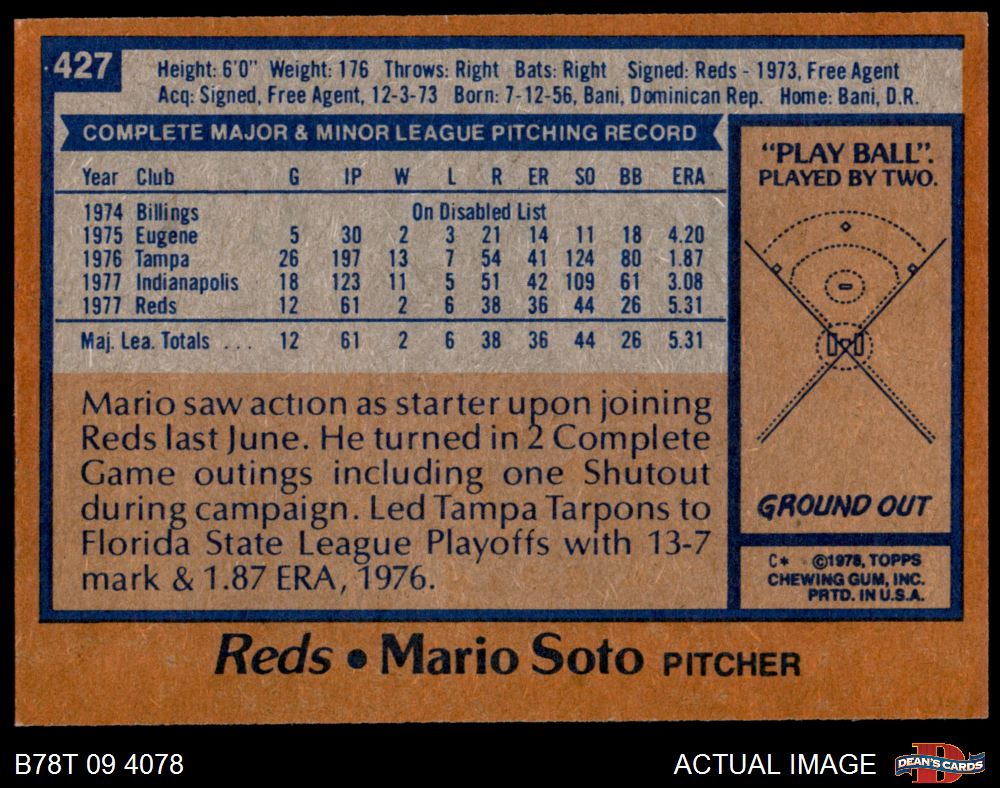 427
Height: 6'0" Weight: 176 Throws: Right Bats: Right Signed: Reds - 1973, Free Agent
Acq: Signed, Free Agent, 12-3-73 Born: 7-12-56, Bani, Dominican Rep. Home: Bani, D.R.
COMPLETE MAJOR & MINOR LEAGUE PITCHING RECORD
Year Club G IP W L R ER SO BB ERA
1974 Billings On Disabled List
1975 Eugene 5 30 2 3 21 14 11 18 4.20
1976 Tampa 26 197 13 7 54 41 124 80 1.87
1977 Indianapolis 18 123 11 5 51 42 109 61 3.08
1977 Reds 12 61 2 6 38 36 44 26 5.31
Maj. Lea. Totals ... 12 61 2 6 38 36 44 26 5.31
Mario saw action as starter upon joining
Reds last June. He turned in 2 Complete
Game outings including one Shutout
during campaign. Led Tampa Tarpons to
Florida State League Playoffs with 13-7
mark & 1.87 ERA, 1976.
"PLAY BALL".
PLAYED BY TWO.
GROUND OUT
C* ©1978, TOPPS
CHEWING GUM, INC.
PRTD. IN U.S.A.
Reds • Mario Soto PITCHER
B78T 09 4078
ACTUAL IMAGE
DEAN'S CARDS